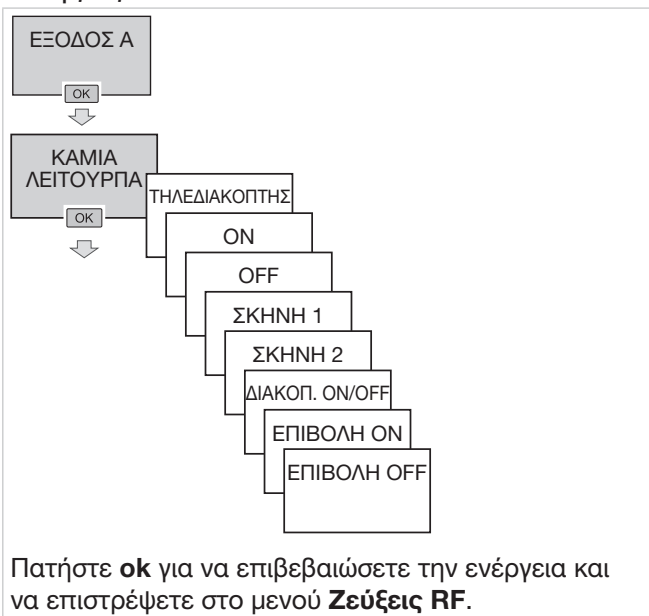 ΕΞΟΔΟΣ Α
OK
ΚΑΜΙΑ
ΛΕΙΤΟΥΡΠΑ
OK
ΤΗΛΕΔΙΑΚΟΠΤΗΣ
ON
OFF
ΣΚΗΝΗ 1
ΣΚΗΝΗ 2
ΔΙΑΚΟΠ. ON/OFF
ΕΠΙΒΟΛΗ ON
ΕΠΙΒΟΛΗ OFF
Πατήστε ok για να επιβεβαιώσετε την ενέργεια και
να επιστρέψετε στο μενού Ζεύξεις RF.